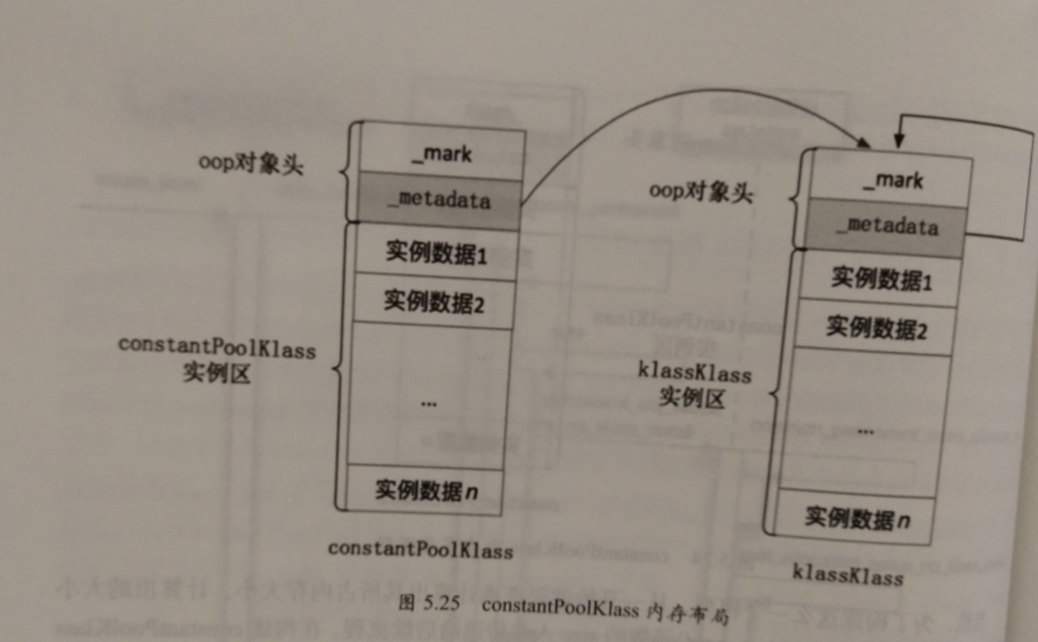 oop对象头
_mark
_metadata
实例数据1
实例数据2
constantPoolKlass
实例区
...
实例数据n
constantPoolKlass
oop对象头
_mark
_metadata
实例数据1
实例数据2
klassKlass
实例区
...
实例数据n
klassKlass
图 5.25 constantPoolKlass 内存布局